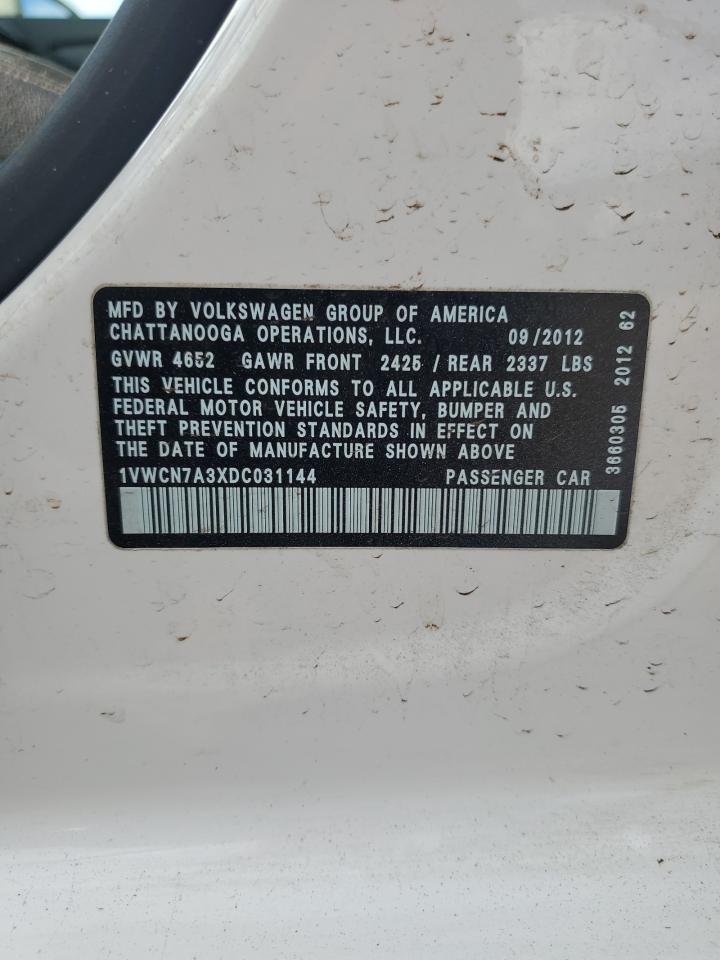 MFD BY VOLKSWAGEN GROUP OF AMERICA
CHATTANOOGA OPERATIONS, LLC. 09/2012
GVWR 4652 GAWR FRONT 2425 / REAR 2337 LBS
THIS VEHICLE CONFORMS TO ALL APPLICABLE U.S.
FEDERAL MOTOR VEHICLE SAFETY, BUMPER AND
THEFT PREVENTION STANDARDS IN EFFECT ON
THE DATE OF MANUFACTURE SHOWN ABOVE
1VWCN7A3XDC031144 PASSENGER CAR
3660305 2012 62